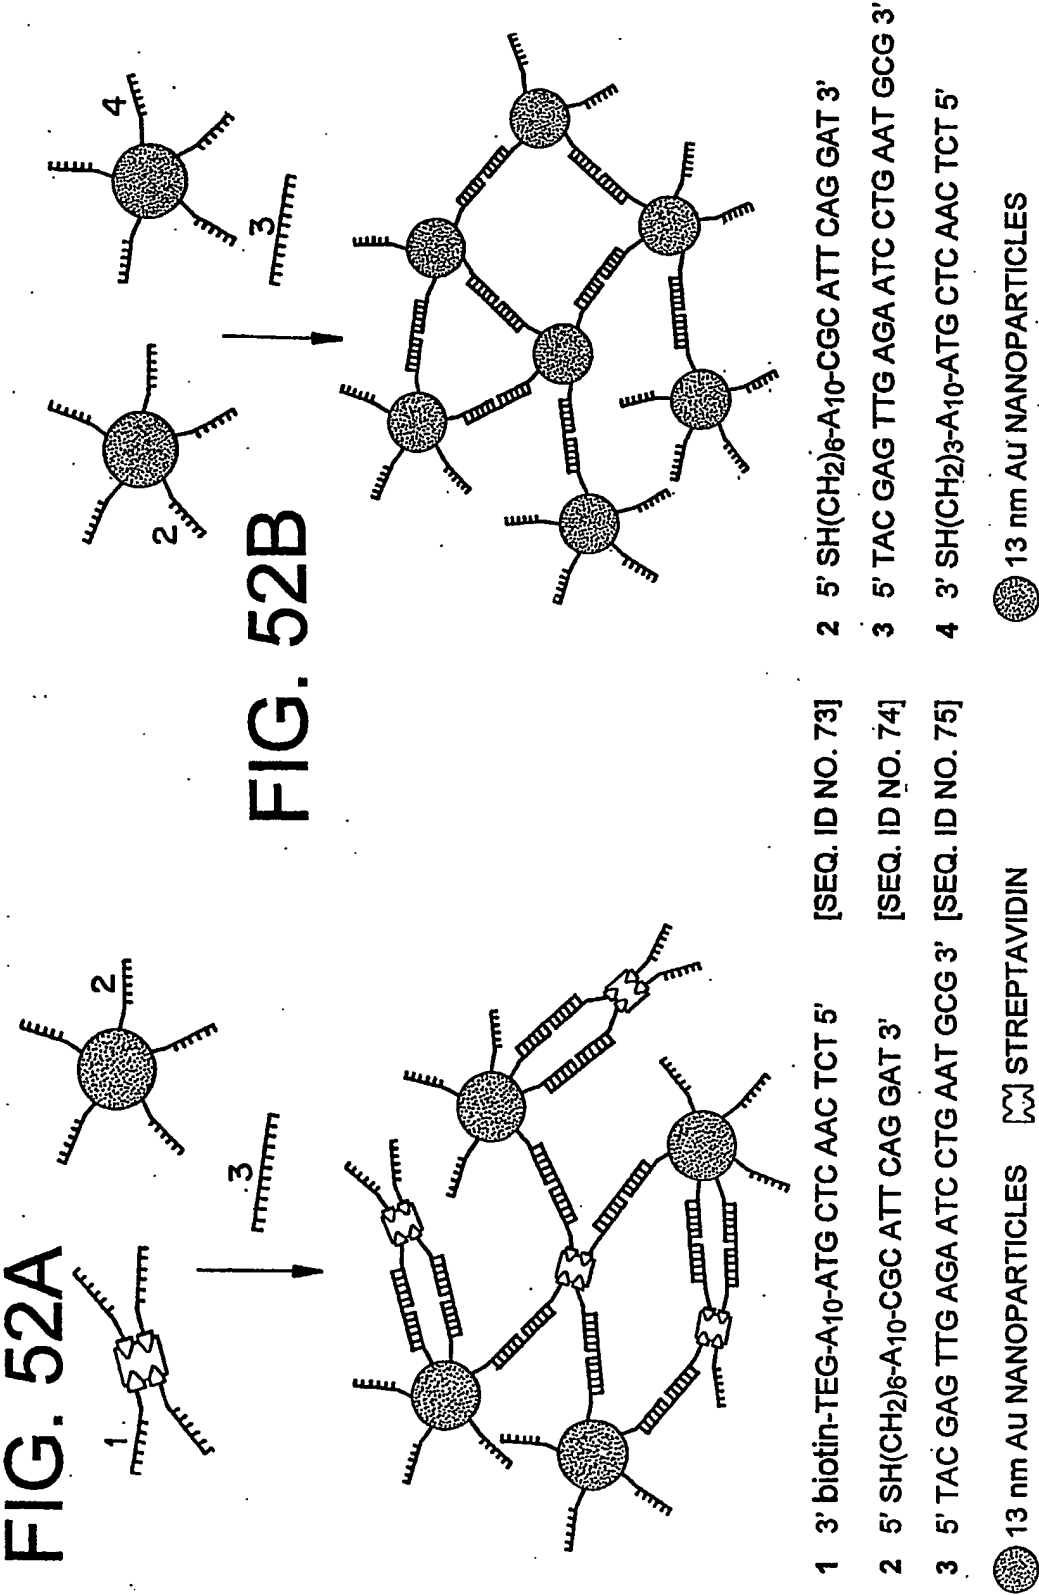 FIG. 52A
1
2
3
1 3' biotin-TEG-A10-ATG CTC AAC TCT 5' [SEQ. ID NO. 73]
2 5' SH(CH2)6-A10-CGC ATT CAG GAT 3' [SEQ. ID NO. 74]
3 5' TAC GAG TTG AGA ATC CTG AAT GCG 3' [SEQ. ID NO. 75]
13 nm Au NANOPARTICLES STREPTAVIDIN
FIG. 52B
2
4
3
2 5' SH(CH2)6-A10-CGC ATT CAG GAT 3'
3 5' TAC GAG TTG AGA ATC CTG AAT GCG 3'
4 3' SH(CH2)3-A10-ATG CTC AAC TCT 5'
13 nm Au NANOPARTICLES